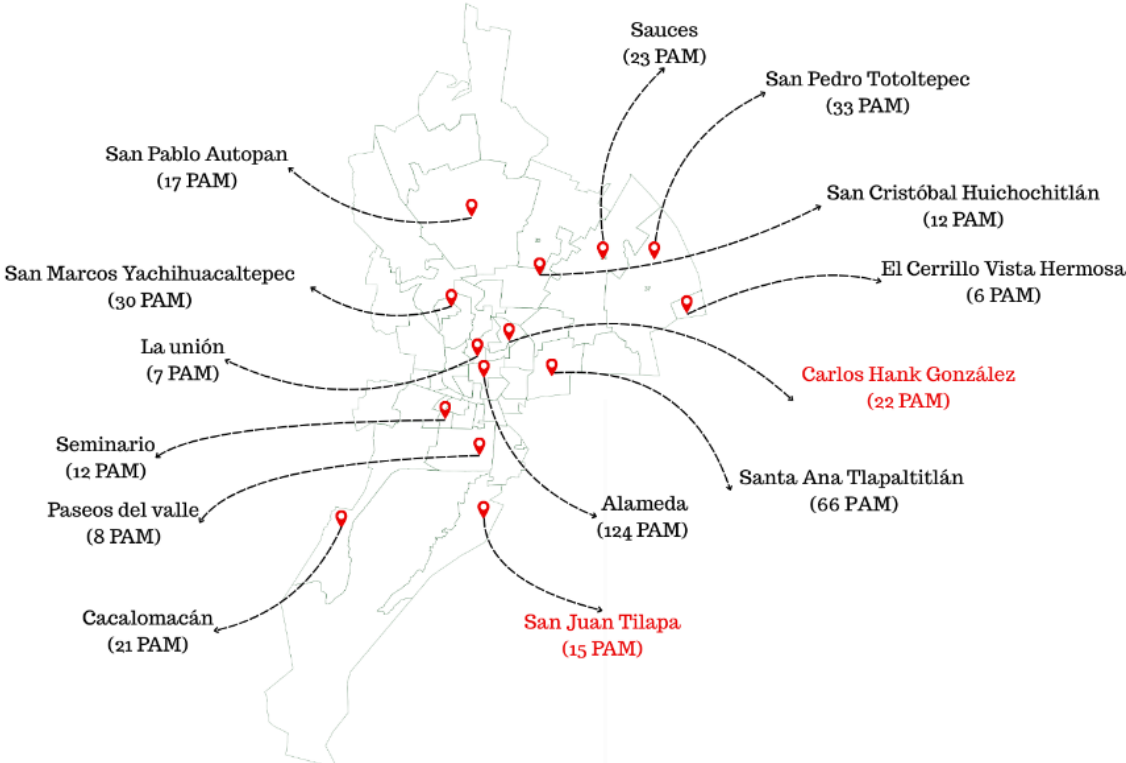 Sauces
(23 PAM)
San Pedro Totoltepec
(33 PAM)
San Pablo Autopan
(17 PAM)
San Cristóbal Huichochitlán
(12 PAM)
San Marcos Yachihuacaltepec
(30 PAM)
El Cerrillo Vista Hermosa
(6 PAM)
La unión
(7 PAM)
Carlos Hank González
(22 PAM)
Seminario
(12 PAM)
Santa Ana Tlapaltitlán
(66 PAM)
Paseos del valle
(8 PAM)
Alameda
(124 PAM)
Cacalomacán
(21 PAM)
San Juan Tilapa
(15 PAM)